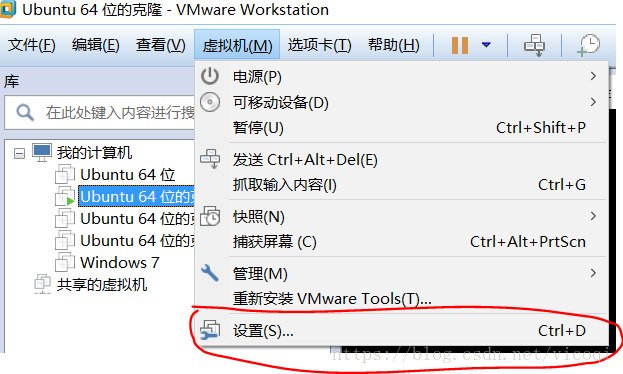 Ubuntu 64 位的克隆 - VMware Workstation
文件(F) 编辑(E) 查看(V) 虚拟机(M) 选项卡(T) 帮助(H)
库
在此处键入内容进行搜
我的计算机
Ubuntu 64 位
Ubuntu 64 位的克
Ubuntu 64 位的克
Ubuntu 64 位的克
Windows 7
共享的虚拟机
电源(P)
可移动设备(D)
暂停(U) Ctrl+Shift+P
发送 Ctrl+Alt+Del(E)
抓取输入内容(I) Ctrl+G
快照(N)
捕获屏幕 (C) Ctrl+Alt+PrtScn
管理(M)
重新安装 VMware Tools(T)...
设置(S)... Ctrl+D